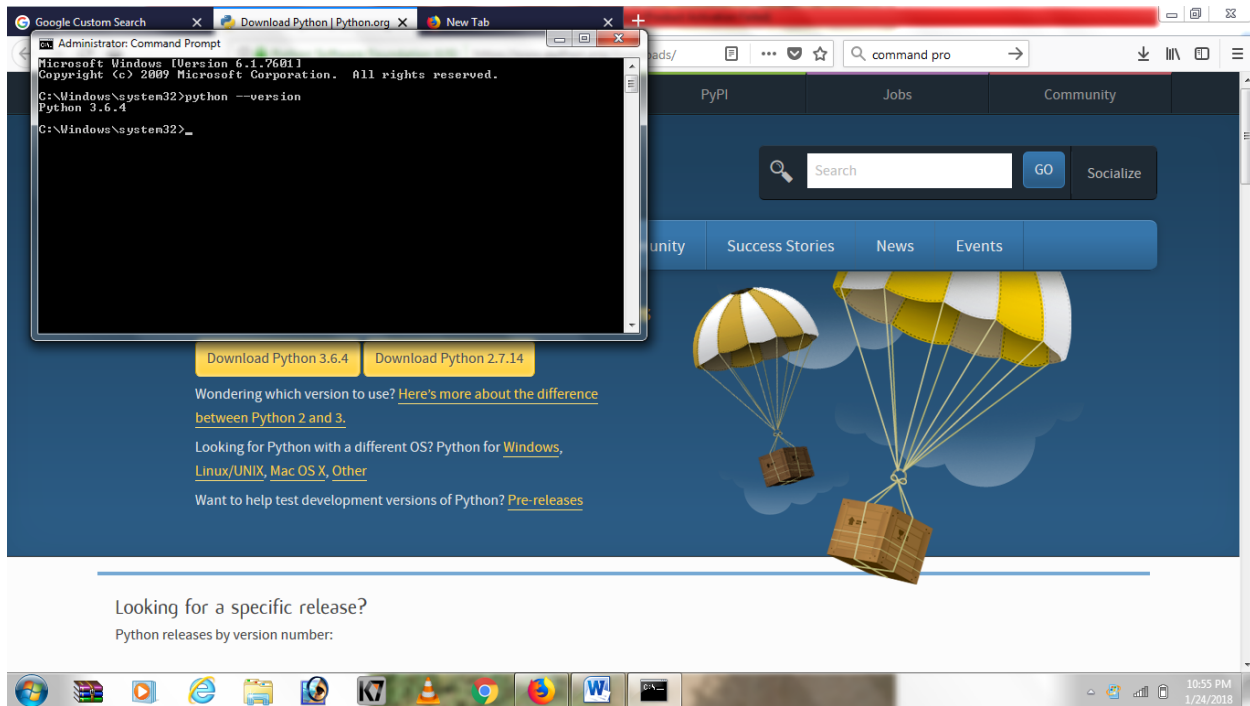 Google Custom Search
Download Python | Python.org
New Tab
Administrator: Command Prompt
Microsoft Windows [Version 6.1.7601]
Copyright (c) 2009 Microsoft Corporation.  All rights reserved.
C:\Windows\system32>python --version
Python 3.6.4
C:\Windows\system32>_
command pro
PyPI
Jobs
Community
Search
GO
Socialize
Success Stories
News
Events
Download Python 3.6.4
Download Python 2.7.14
Wondering which version to use? Here's more about the difference
between Python 2 and 3.
Looking for Python with a different OS? Python for Windows,
Linux/UNIX, Mac OS X, Other
Want to help test development versions of Python? Pre-releases
Looking for a specific release?
Python releases by version number:
10:55 PM
1/24/2018